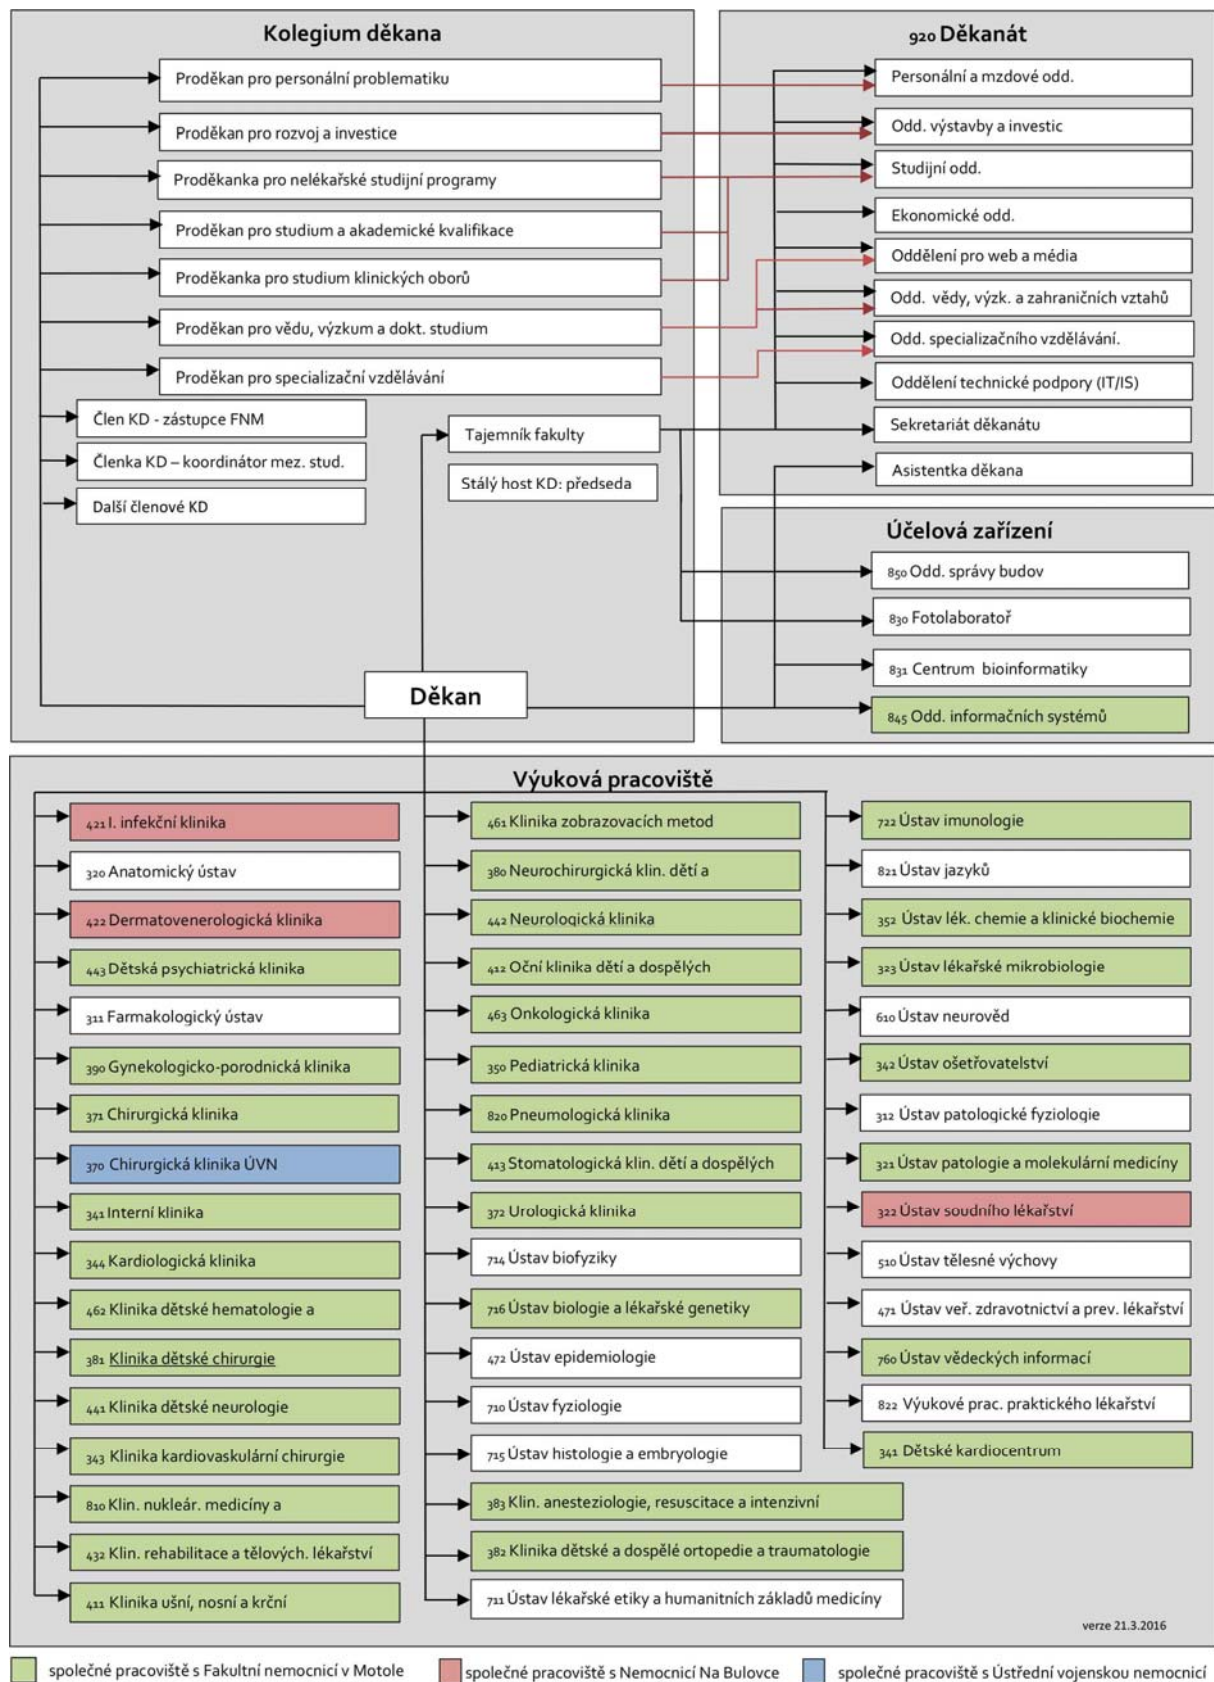 Kolegium děkana
Proděkan pro personální problematiku
Proděkan pro rozvoj a investice
Proděkanka pro nelékařské studijní programy
Proděkan pro studium a akademické kvalifikace
Proděkanka pro studium klinických oborů
Proděkan pro vědu, výzkum a dokt. studium
Proděkan pro specializační vzdělávání
Člen KD - zástupce FNM
Členka KD – koordinátor mez. stud.
Další členové KD
Tajemník fakulty
Stálý host KD: předseda
Děkan
920 Děkanát
Personální a mzdové odd.
Odd. výstavby a investic
Studijní odd.
Ekonomické odd.
Oddělení pro web a média
Odd. vědy, výzk. a zahraničních vztahů
Odd. specializačního vzdělávání.
Oddělení technické podpory (IT/IS)
Sekretariát děkanátu
Asistentka děkana
Účelová zařízení
850 Odd. správy budov
830 Fotolaboratoř
831 Centrum bioinformatiky
845 Odd. informačních systémů
Výuková pracoviště
421 I. infekční klinika
320 Anatomický ústav
422 Dermatovenerologická klinika
443 Dětská psychiatrická klinika
311 Farmakologický ústav
390 Gynekologicko-porodnická klinika
371 Chirurgická klinika
370 Chirurgická klinika ÚVN
341 Interní klinika
344 Kardiologická klinika
462 Klinika dětské hematologie a
381 Klinika dětské chirurgie
441 Klinika dětské neurologie
343 Klinika kardiovaskulární chirurgie
810 Klin. nukleár. medicíny a
432 Klin. rehabilitace a tělových. lékařství
411 Klinika ušní, nosní a krční
461 Klinika zobrazovacích metod
380 Neurochirurgická klin. dětí a
442 Neurologická klinika
412 Oční klinika dětí a dospělých
463 Onkologická klinika
350 Pediatrická klinika
820 Pneumologická klinika
413 Stomatologická klin. dětí a dospělých
372 Urologická klinika
714 Ústav biofyziky
716 Ústav biologie a lékařské genetiky
472 Ústav epidemiologie
710 Ústav fyziologie
715 Ústav histologie a embryologie
383 Klin. anesteziologie, resuscitace a intenzivní
382 Klinika dětské a dospělé ortopedie a traumatologie
711 Ústav lékařské etiky a humanitních základů medicíny
722 Ústav imunologie
821 Ústav jazyků
352 Ústav lék. chemie a klinické biochemie
323 Ústav lékařské mikrobiologie
610 Ústav neurověd
342 Ústav ošetřovatelství
312 Ústav patologické fyziologie
321 Ústav patologie a molekulární medicíny
322 Ústav soudního lékařství
510 Ústav tělesné výchovy
471 Ústav veř. zdravotnictví a prev. lékařství
760 Ústav vědeckých informací
822 Výukové prac. praktického lékařství
341 Dětské kardiocentrum
verze 21.3.2016
společné pracoviště s Fakultní nemocnicí v Motole
společné pracoviště s Nemocnicí Na Bulovce
společné pracoviště s Ústřední vojenskou nemocnicí